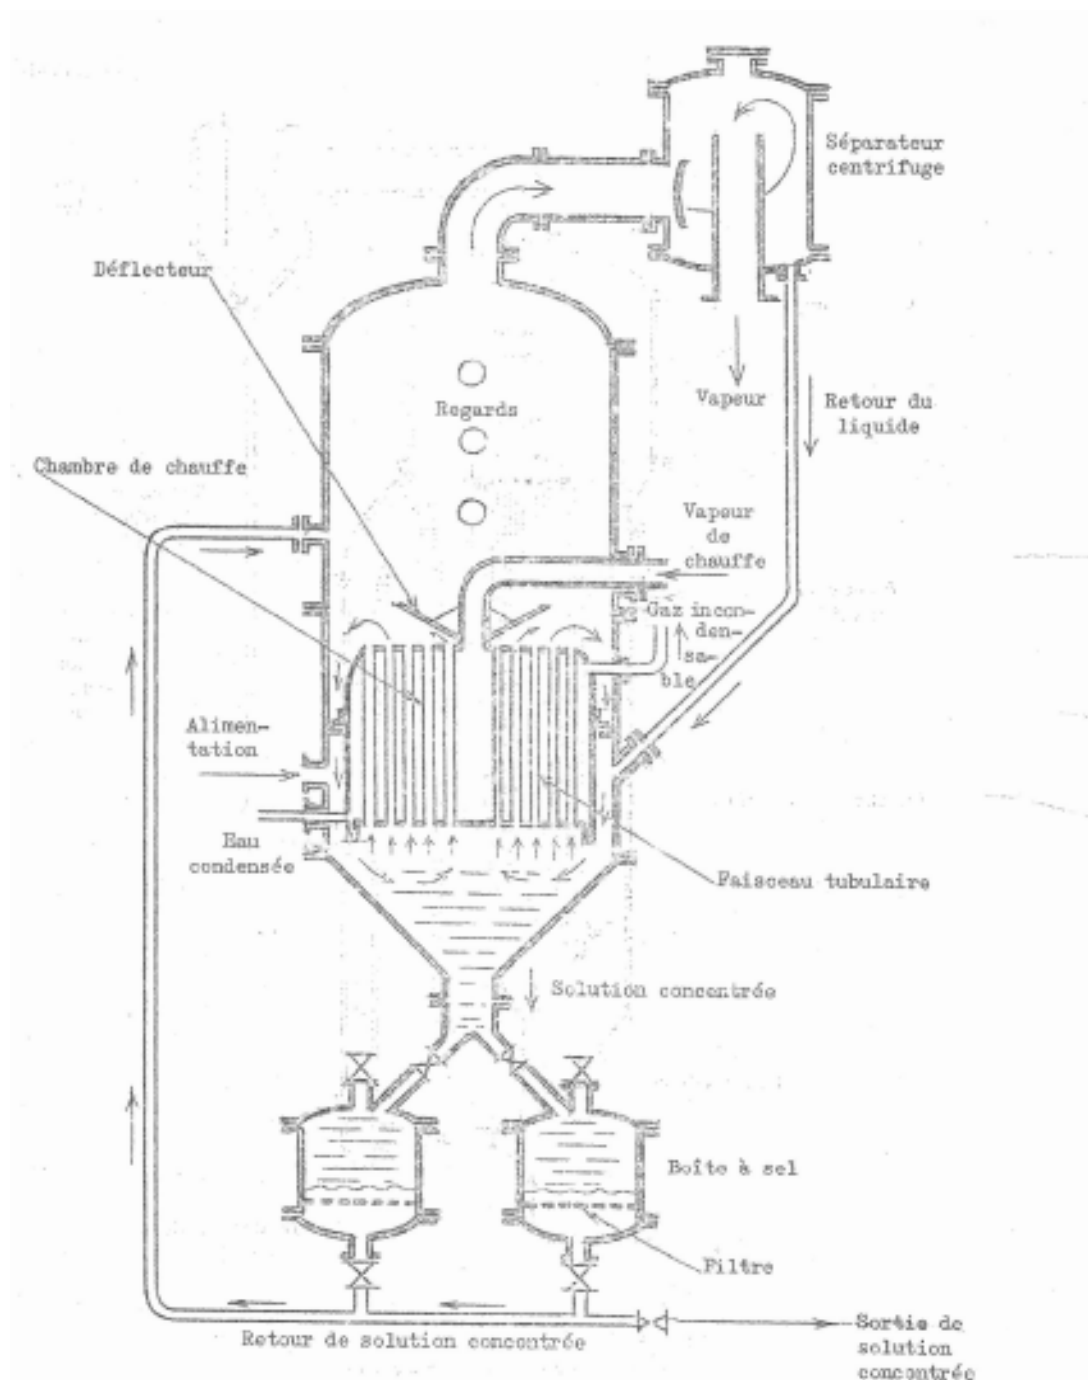 Séparateur
centrifuge
Déflecteur
Vapeur
Retour du
liquide
Regards
Chambre de chauffe
Vapeur
de
chauffe
Gaz incon-
den-
sa-
ble
Alimen-
tation
Eau
condensée
Faisceau tubulaire
Solution concentrée
Boîte à sel
Filtre
Retour de solution concentrée
Sortie de
solution
concentrée